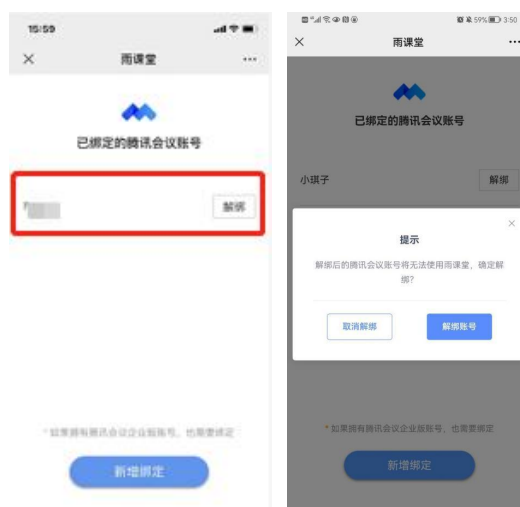 15:59
雨课堂
已绑定的腾讯会议账号
解绑
*如果拥有腾讯会议企业版账号，也需要绑定
新增绑定
59% 3:50
雨课堂
已绑定的腾讯会议账号
小琪子
解绑
提示
解绑后的腾讯会议账号将无法使用雨课堂，确定解
绑?
取消解绑
解绑账号
*如果拥有腾讯会议企业版账号，也需要绑定
新增绑定